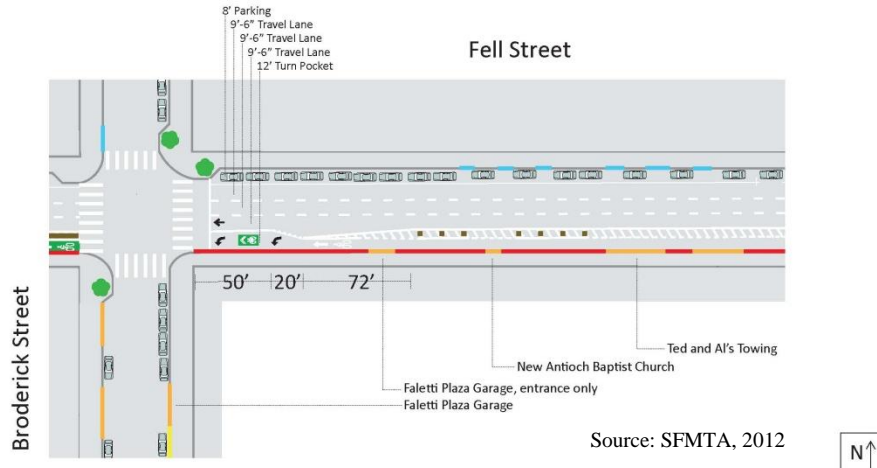 8’ Parking
9’-6” Travel Lane
9’-6” Travel Lane
9’-6” Travel Lane
12’ Turn Pocket
Fell Street
Broderick Street
50’ 20’ 72’
Ted and Al’s Towing
New Antioch Baptist Church
Faletti Plaza Garage, entrance only
Faletti Plaza Garage
Source: SFMTA, 2012
N